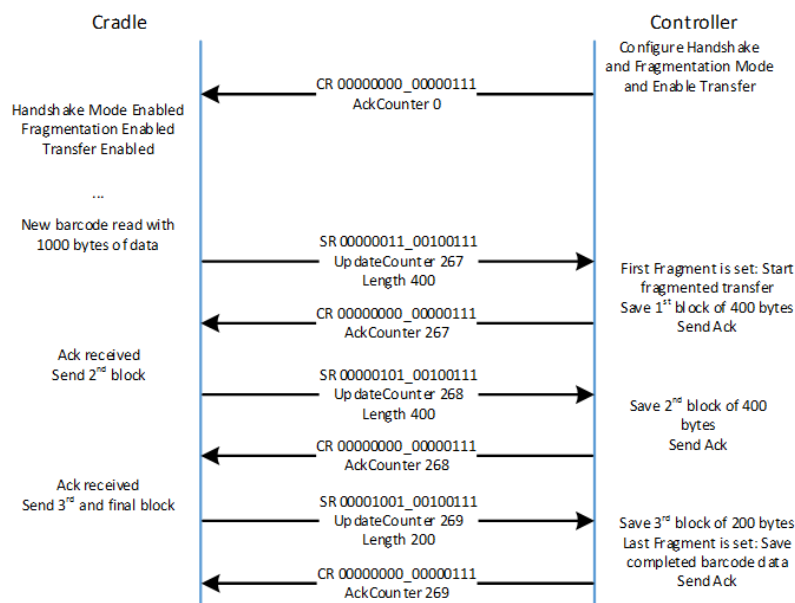 Cradle
Controller
Configure Handshake
and Fragmentation Mode
and Enable Transfer
CR 00000000_00000111
AckCounter 0
Handshake Mode Enabled
Fragmentation Enabled
Transfer Enabled
...
New barcode read with
1000 bytes of data
SR 00000011_00100111
UpdateCounter 267
Length 400
First Fragment is set: Start
fragmented transfer
Save 1st block of 400 bytes
Send Ack
CR 00000000_00000111
AckCounter 267
Ack received
Send 2nd block
SR 00000101_00100111
UpdateCounter 268
Length 400
Save 2nd block of 400
bytes
Send Ack
CR 00000000_00000111
AckCounter 268
Ack received
Send 3rd and final block
SR 00001001_00100111
UpdateCounter 269
Length 200
Save 3rd block of 200 bytes
Last Fragment is set: Save
completed barcode data
Send Ack
CR 00000000_00000111
AckCounter 269